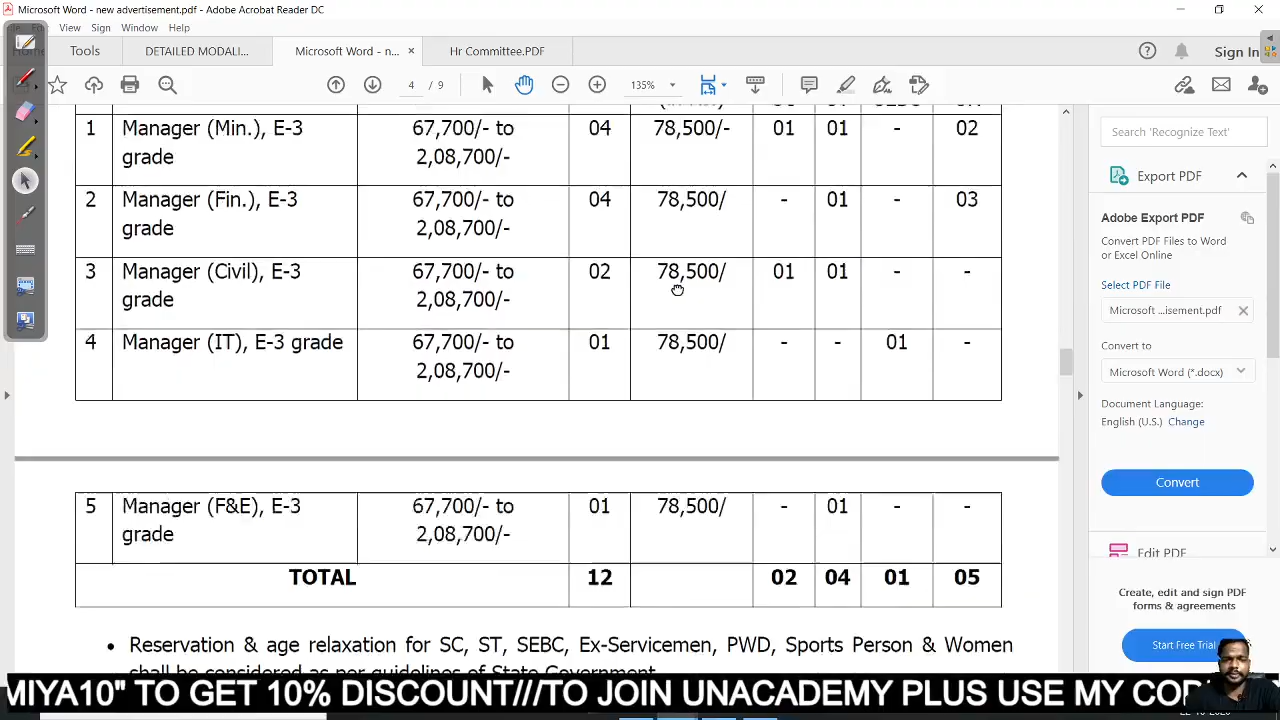 Microsoft Word - new advertisement.pdf - Adobe Acrobat Reader DC
View Sign Window Help
Tools DETAILED MODALI... Microsoft Word - n... × Hr Committee.PDF Sign In
4 / 9 135%
1 Manager (Min.), E-3 grade 67,700/- to 2,08,700/- 04 78,500/- 01 01 - 02
2 Manager (Fin.), E-3 grade 67,700/- to 2,08,700/- 04 78,500/ - 01 - 03
3 Manager (Civil), E-3 grade 67,700/- to 2,08,700/- 02 78,500/ 01 01 - -
4 Manager (IT), E-3 grade 67,700/- to 2,08,700/- 01 78,500/ - - 01 -
5 Manager (F&E), E-3 grade 67,700/- to 2,08,700/- 01 78,500/ - 01 - -
TOTAL 12 02 04 01 05
• Reservation & age relaxation for SC, ST, SEBC, Ex-Servicemen, PWD, Sports Person & Women
shall be considered as per guidelines of State Government.
Search 'Recognize Text'
Export PDF
Adobe Export PDF
Convert PDF Files to Word
or Excel Online
Select PDF File
Microsoft ...isement.pdf
Convert to
Microsoft Word (*.docx)
Document Language:
English (U.S.) Change
Convert
Edit PDF
Create, edit and sign PDF
forms & agreements
Start Free Trial
MIYA10" TO GET 10% DISCOUNT///TO JOIN UNACADEMY PLUS USE MY COD